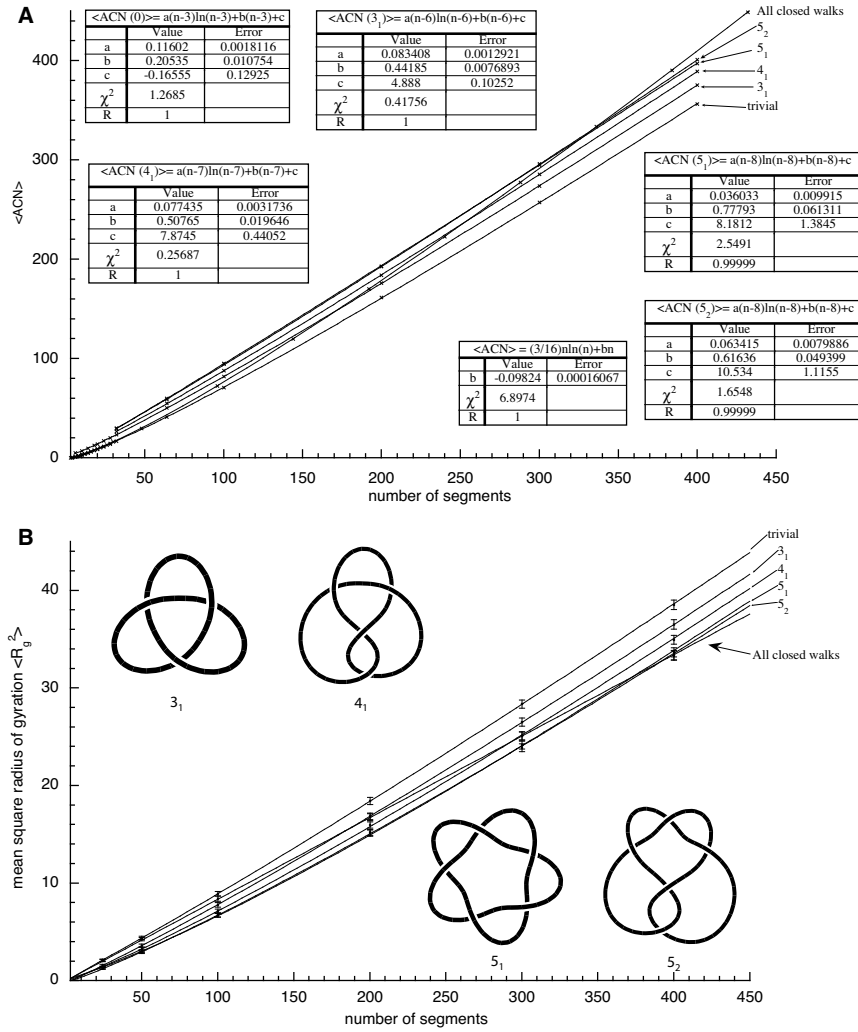 A
<ACN (0)>= a(n-3)ln(n-3)+b(n-3)+c
Value Error
a 0.11602 0.0018116
b 0.20535 0.010754
c -0.16555 0.12925
χ2 1.2685
R 1
<ACN (31)>= a(n-6)ln(n-6)+b(n-6)+c
Value Error
a 0.083408 0.0012921
b 0.44185 0.0076893
c 4.888 0.10252
χ2 0.41756
R 1
All closed walks
52
51
41
31
trivial
<ACN (41)>= a(n-7)ln(n-7)+b(n-7)+c
Value Error
a 0.077435 0.0031736
b 0.50765 0.019646
c 7.8745 0.44052
χ2 0.25687
R 1
<ACN (51)>= a(n-8)ln(n-8)+b(n-8)+c
Value Error
a 0.036033 0.009915
b 0.77793 0.061311
c 8.1812 1.3845
χ2 2.5491
R 0.99999
<ACN> = (3/16)nln(n)+bn
Value Error
b -0.09824 0.00016067
χ2 6.8974
R 1
<ACN (52)>= a(n-8)ln(n-8)+b(n-8)+c
Value Error
a 0.063415 0.0079886
b 0.61636 0.049399
c 10.534 1.1155
χ2 1.6548
R 0.99999
<ACN>
400
300
200
100
0
50 100 150 200 250 300 350 400 450
number of segments
B
trivial
31
41
51
52
All closed walks
31
41
51
52
mean square radius of gyration <Rg2>
40
30
20
10
0
50 100 200 300 400 450
number of segments